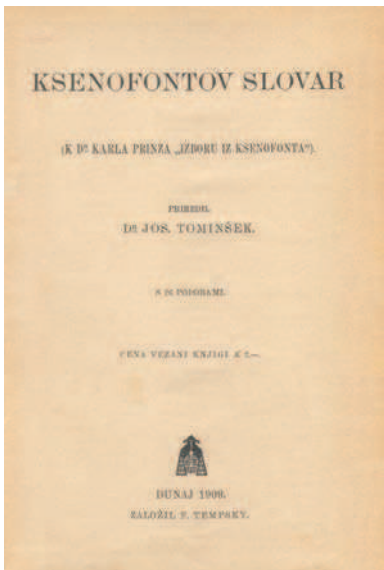 KSENOFONTOV SLOVAR
(K DR KARLA PRINZA „IZBORU IZ KSENOFONTA“).
PRIREDIL
DR JOS. TOMINŠEK.
S PODOBAMI.
CENA VEZANI KNJIGI K 2.—
DUNAJ 1909.
ZALOŽIL F. TEMPSKY.